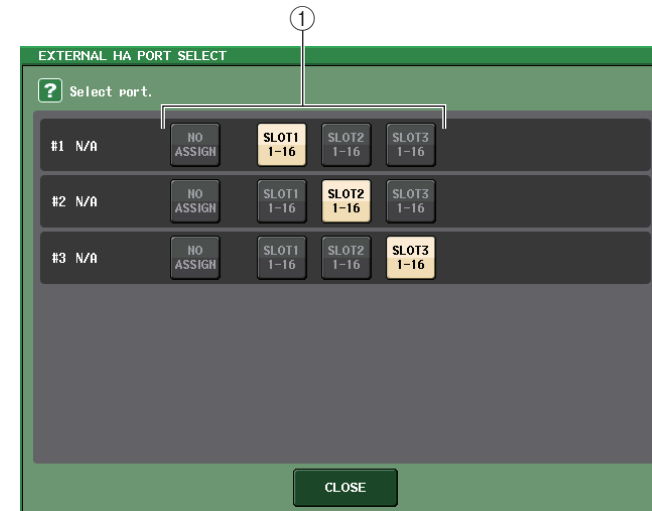 ①
EXTERNAL HA PORT SELECT
? Select port.
#1 N/A NO ASSIGN SLOT1 1-16 SLOT2 1-16 SLOT3 1-16
#2 N/A NO ASSIGN SLOT1 1-16 SLOT2 1-16 SLOT3 1-16
#3 N/A NO ASSIGN SLOT1 1-16 SLOT2 1-16 SLOT3 1-16
CLOSE